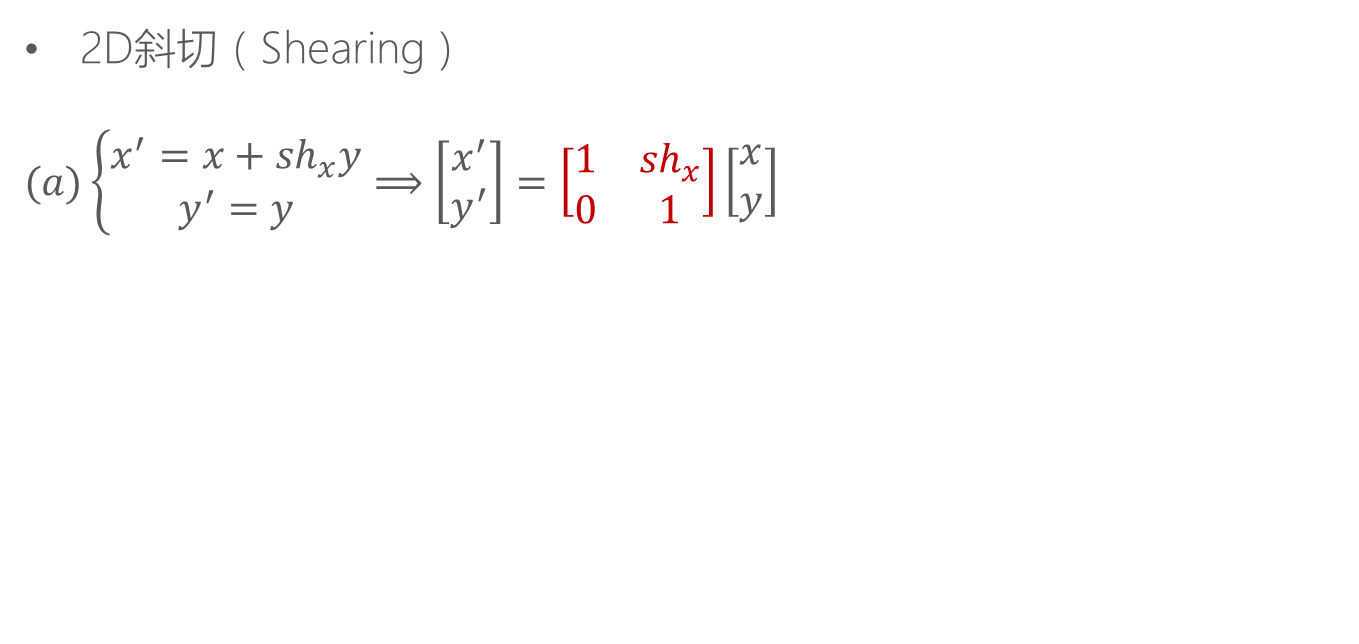 • 2D斜切（Shearing）
(a) {x′ = x + shₓy
y′ = y ⟹ [x′ y′] = [1 shₓ 0 1] [x y]